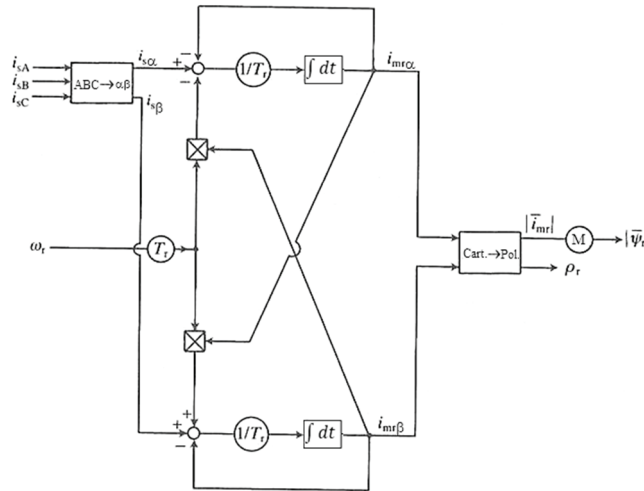 i_sA
i_sB
i_sC
ABC→αβ
i_sα
i_sβ
−
+
−
1/T_r
∫ dt
i_mrα
ω_r
T_r
|i̅_mr|
M
|ψ̅_r
Cart.→Pol.
ρ_r
+
+
−
1/T_r
∫ dt
i_mrβ